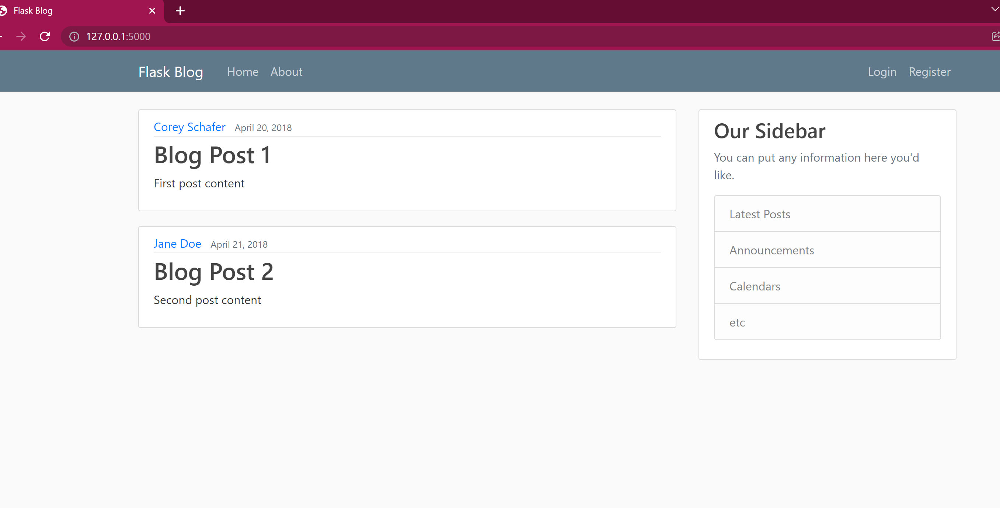 Flask Blog
127.0.0.1:5000
Flask Blog Home About Login Register
Corey Schafer April 20, 2018
Blog Post 1
First post content
Jane Doe April 21, 2018
Blog Post 2
Second post content
Our Sidebar
You can put any information here you'd
like.
Latest Posts
Announcements
Calendars
etc